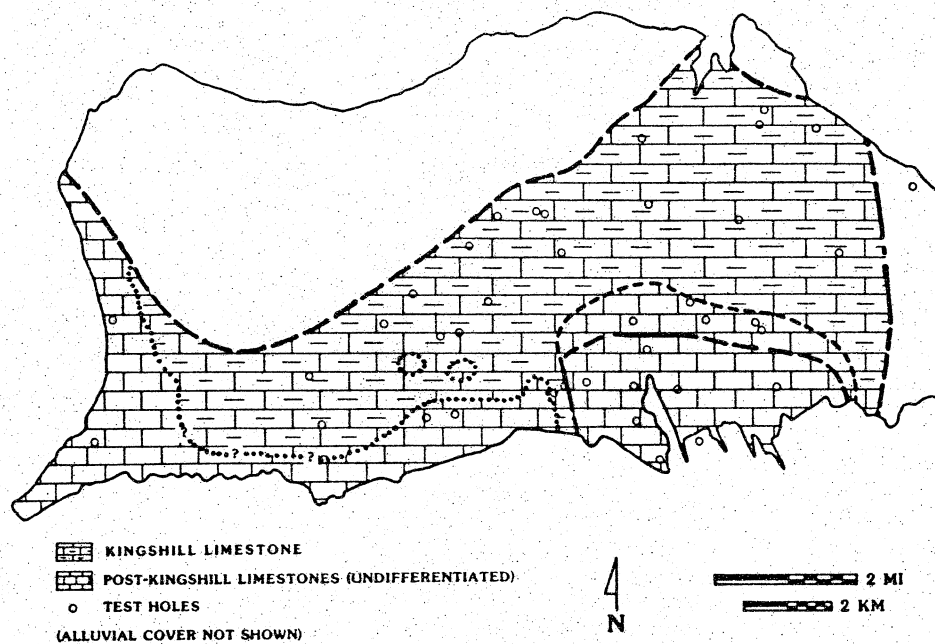 ? ?
KINGSHILL LIMESTONE
POST-KINGSHILL LIMESTONES (UNDIFFERENTIATED)
TEST HOLES
(ALLUVIAL COVER NOT SHOWN)
N
2 MI
2 KM